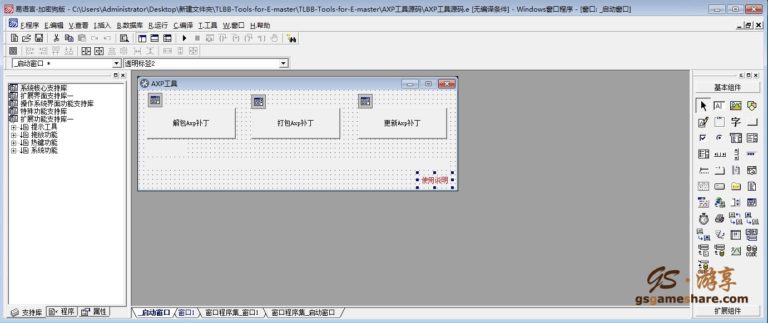 易语言·加密狗版 - C:\Users\Administrator\Desktop\新建文件夹\TLBB-Tools-for-E-master\TLBB-Tools-for-E-master\AXP工具源码\AXP工具源码.e [无编译条件] - Windows窗口程序 - [窗口: _启动窗口]
F.程序 E.编辑 V.查看 I.插入 B.数据库 R.运行 C.编译 T.工具 W.窗口 H.帮助
_启动窗口 *
透明标签2
系统核心支持库
扩展界面支持库一
操作系统界面功能支持库
特殊功能支持库
扩展功能支持库一
提示工具
拖放功能
热键功能
系统功能
AXP工具
解包Axp补丁
打包Axp补丁
更新Axp补丁
使用说明
基本组件
扩展组件
支持库 程序 属性
_启动窗口 窗口1 窗口程序集_窗口1 窗口程序集_启动窗口
GS·游享
gsgameshare.com